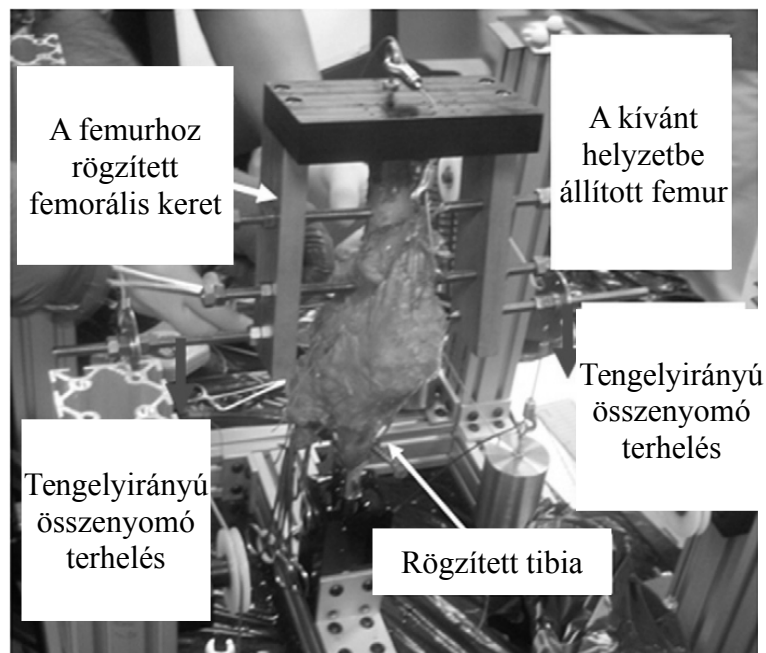 A femurhoz
rögzített
femorális keret
A kívánt
helyzetbe
állított femur
Tengelyirányú
összenyomó
terhelés
Tengelyirányú
összenyomó
terhelés
Rögzített tibia